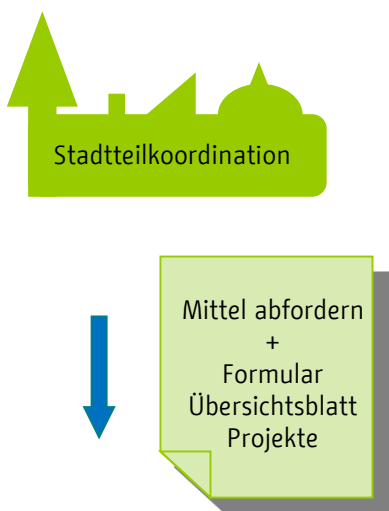 Stadtteilkoordination
Mittel abfordern
+
Formular
Übersichtsblatt
Projekte